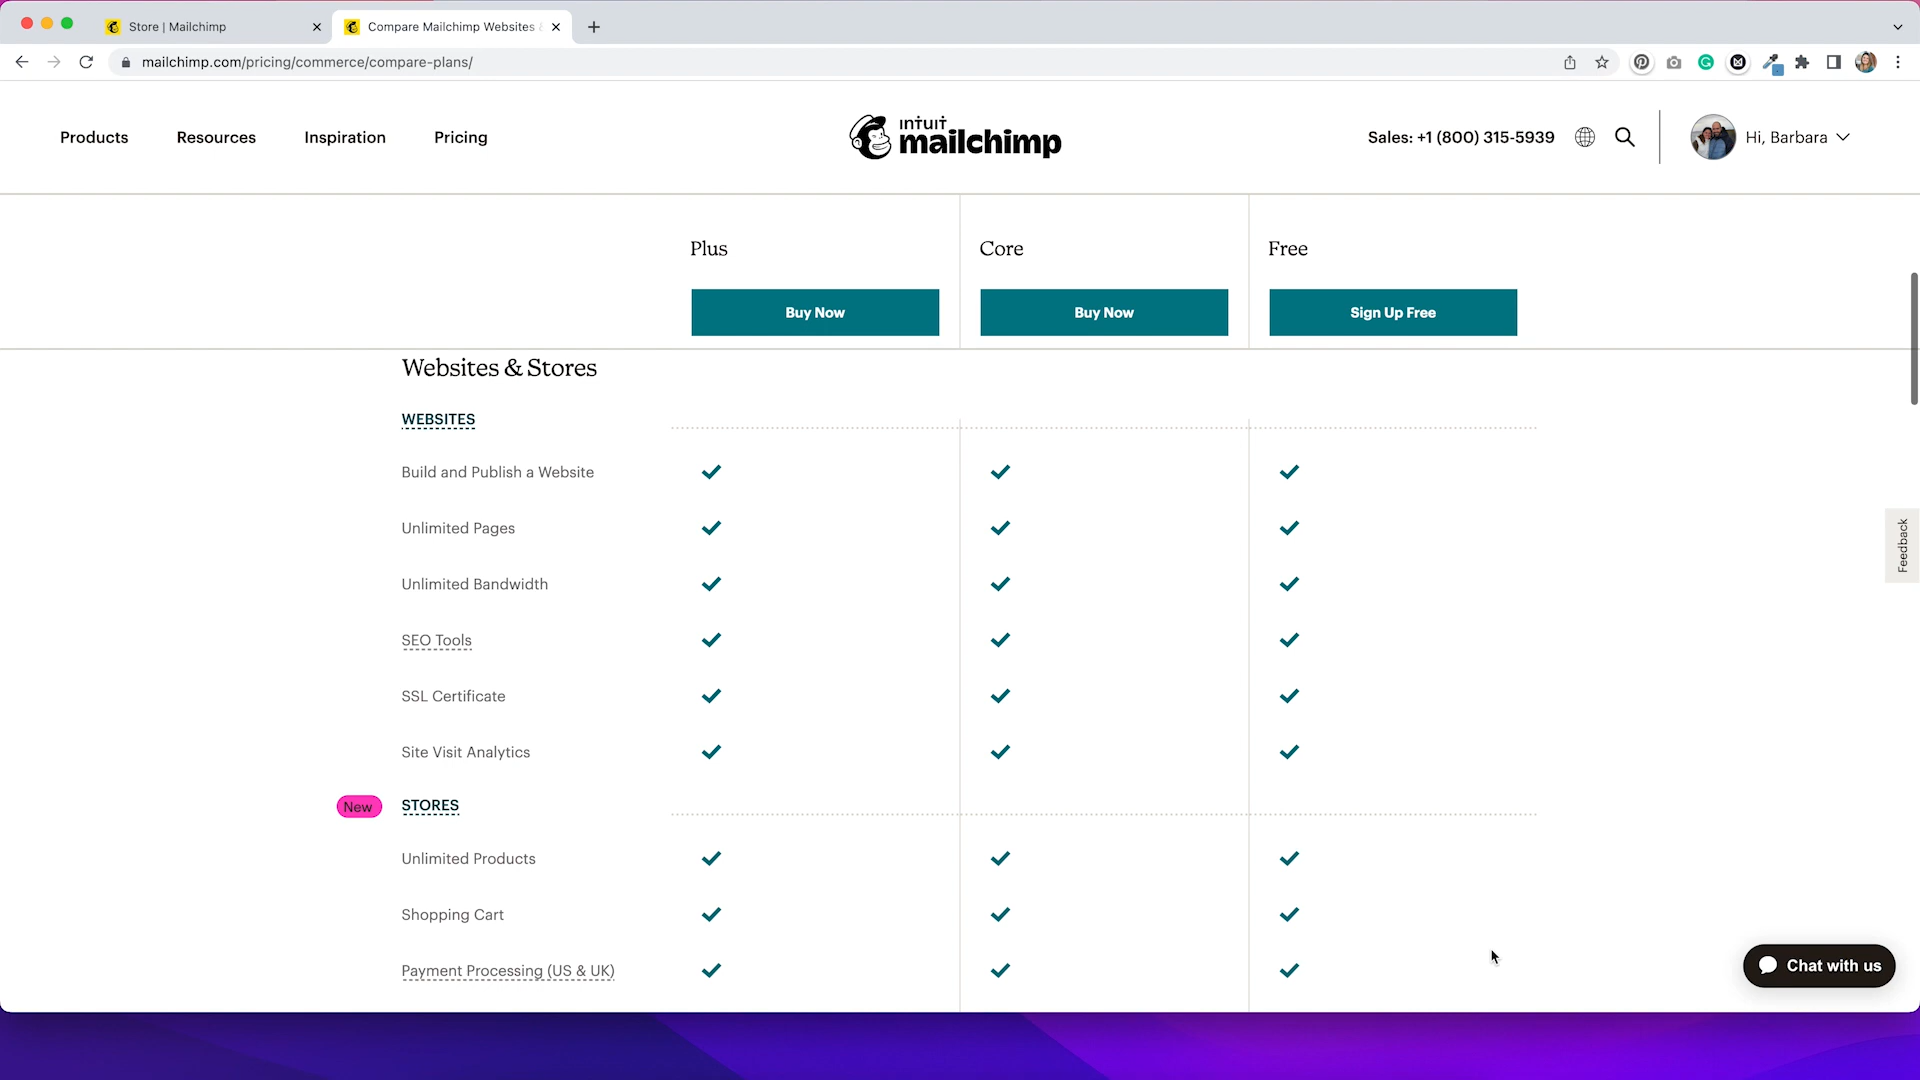 Store | Mailchimp
Compare Mailchimp Websites &
mailchimp.com/pricing/commerce/compare-plans/
Products
Resources
Inspiration
Pricing
intuit
mailchimp
Sales: +1 (800) 315-5939
Hi, Barbara
Plus
Core
Free
Buy Now
Buy Now
Sign Up Free
Websites & Stores
WEBSITES
Build and Publish a Website
Unlimited Pages
Unlimited Bandwidth
SEO Tools
SSL Certificate
Site Visit Analytics
New
STORES
Unlimited Products
Shopping Cart
Payment Processing (US & UK)
Feedback
Chat with us